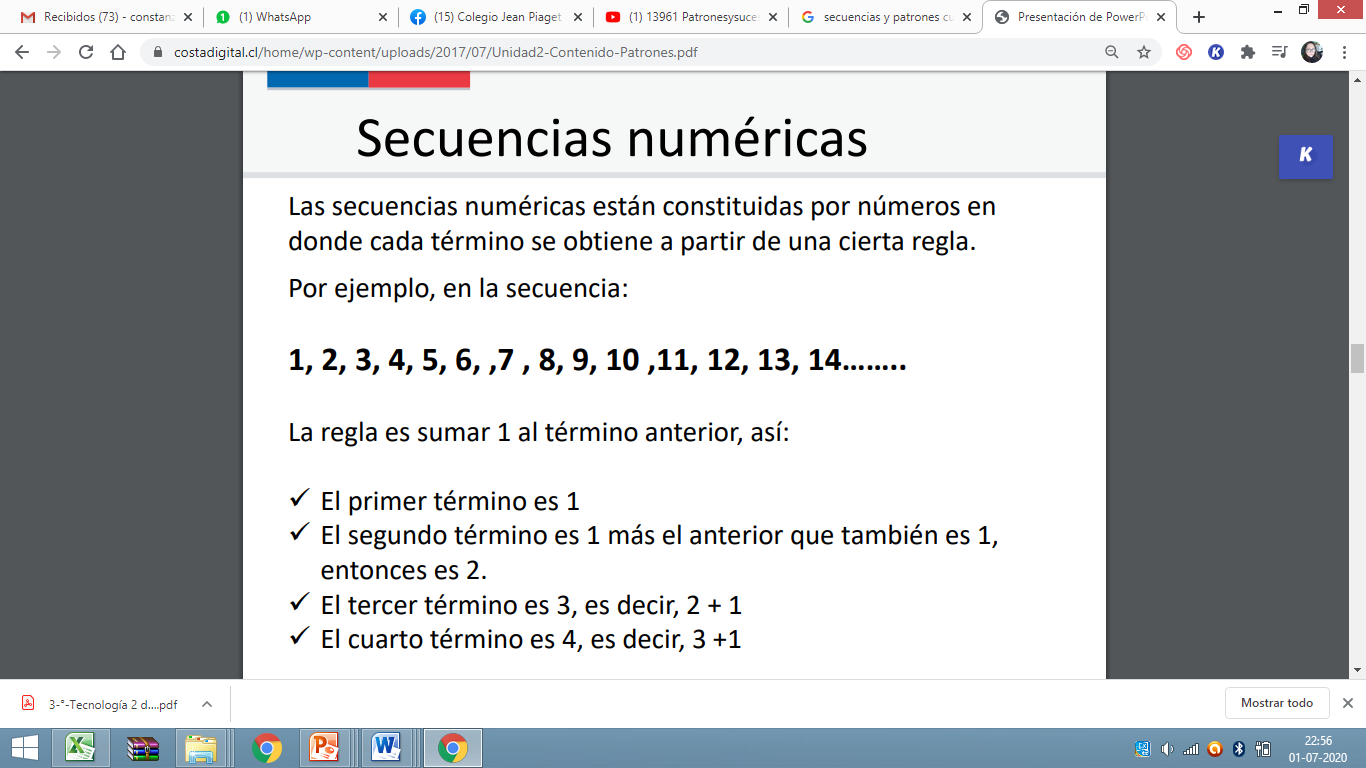 Recibidos (73) - constan
(1) WhatsApp
(15) Colegio Jean Piaget
(1) 13961 Patronesysuce
secuencias y patrones cu
Presentación de PowerP
costadigital.cl/home/wp-content/uploads/2017/07/Unidad2-Contenido-Patrones.pdf
Secuencias numéricas
K
Las secuencias numéricas están constituidas por números en
donde cada término se obtiene a partir de una cierta regla.
Por ejemplo, en la secuencia:
1, 2, 3, 4, 5, 6, ,7 , 8, 9, 10 ,11, 12, 13, 14........
La regla es sumar 1 al término anterior, así:
✓ El primer término es 1
✓ El segundo término es 1 más el anterior que también es 1,
entonces es 2.
✓ El tercer término es 3, es decir, 2 + 1
✓ El cuarto término es 4, es decir, 3 +1
3-°-Tecnología 2 d....pdf
Mostrar todo
22:56
01-07-2020